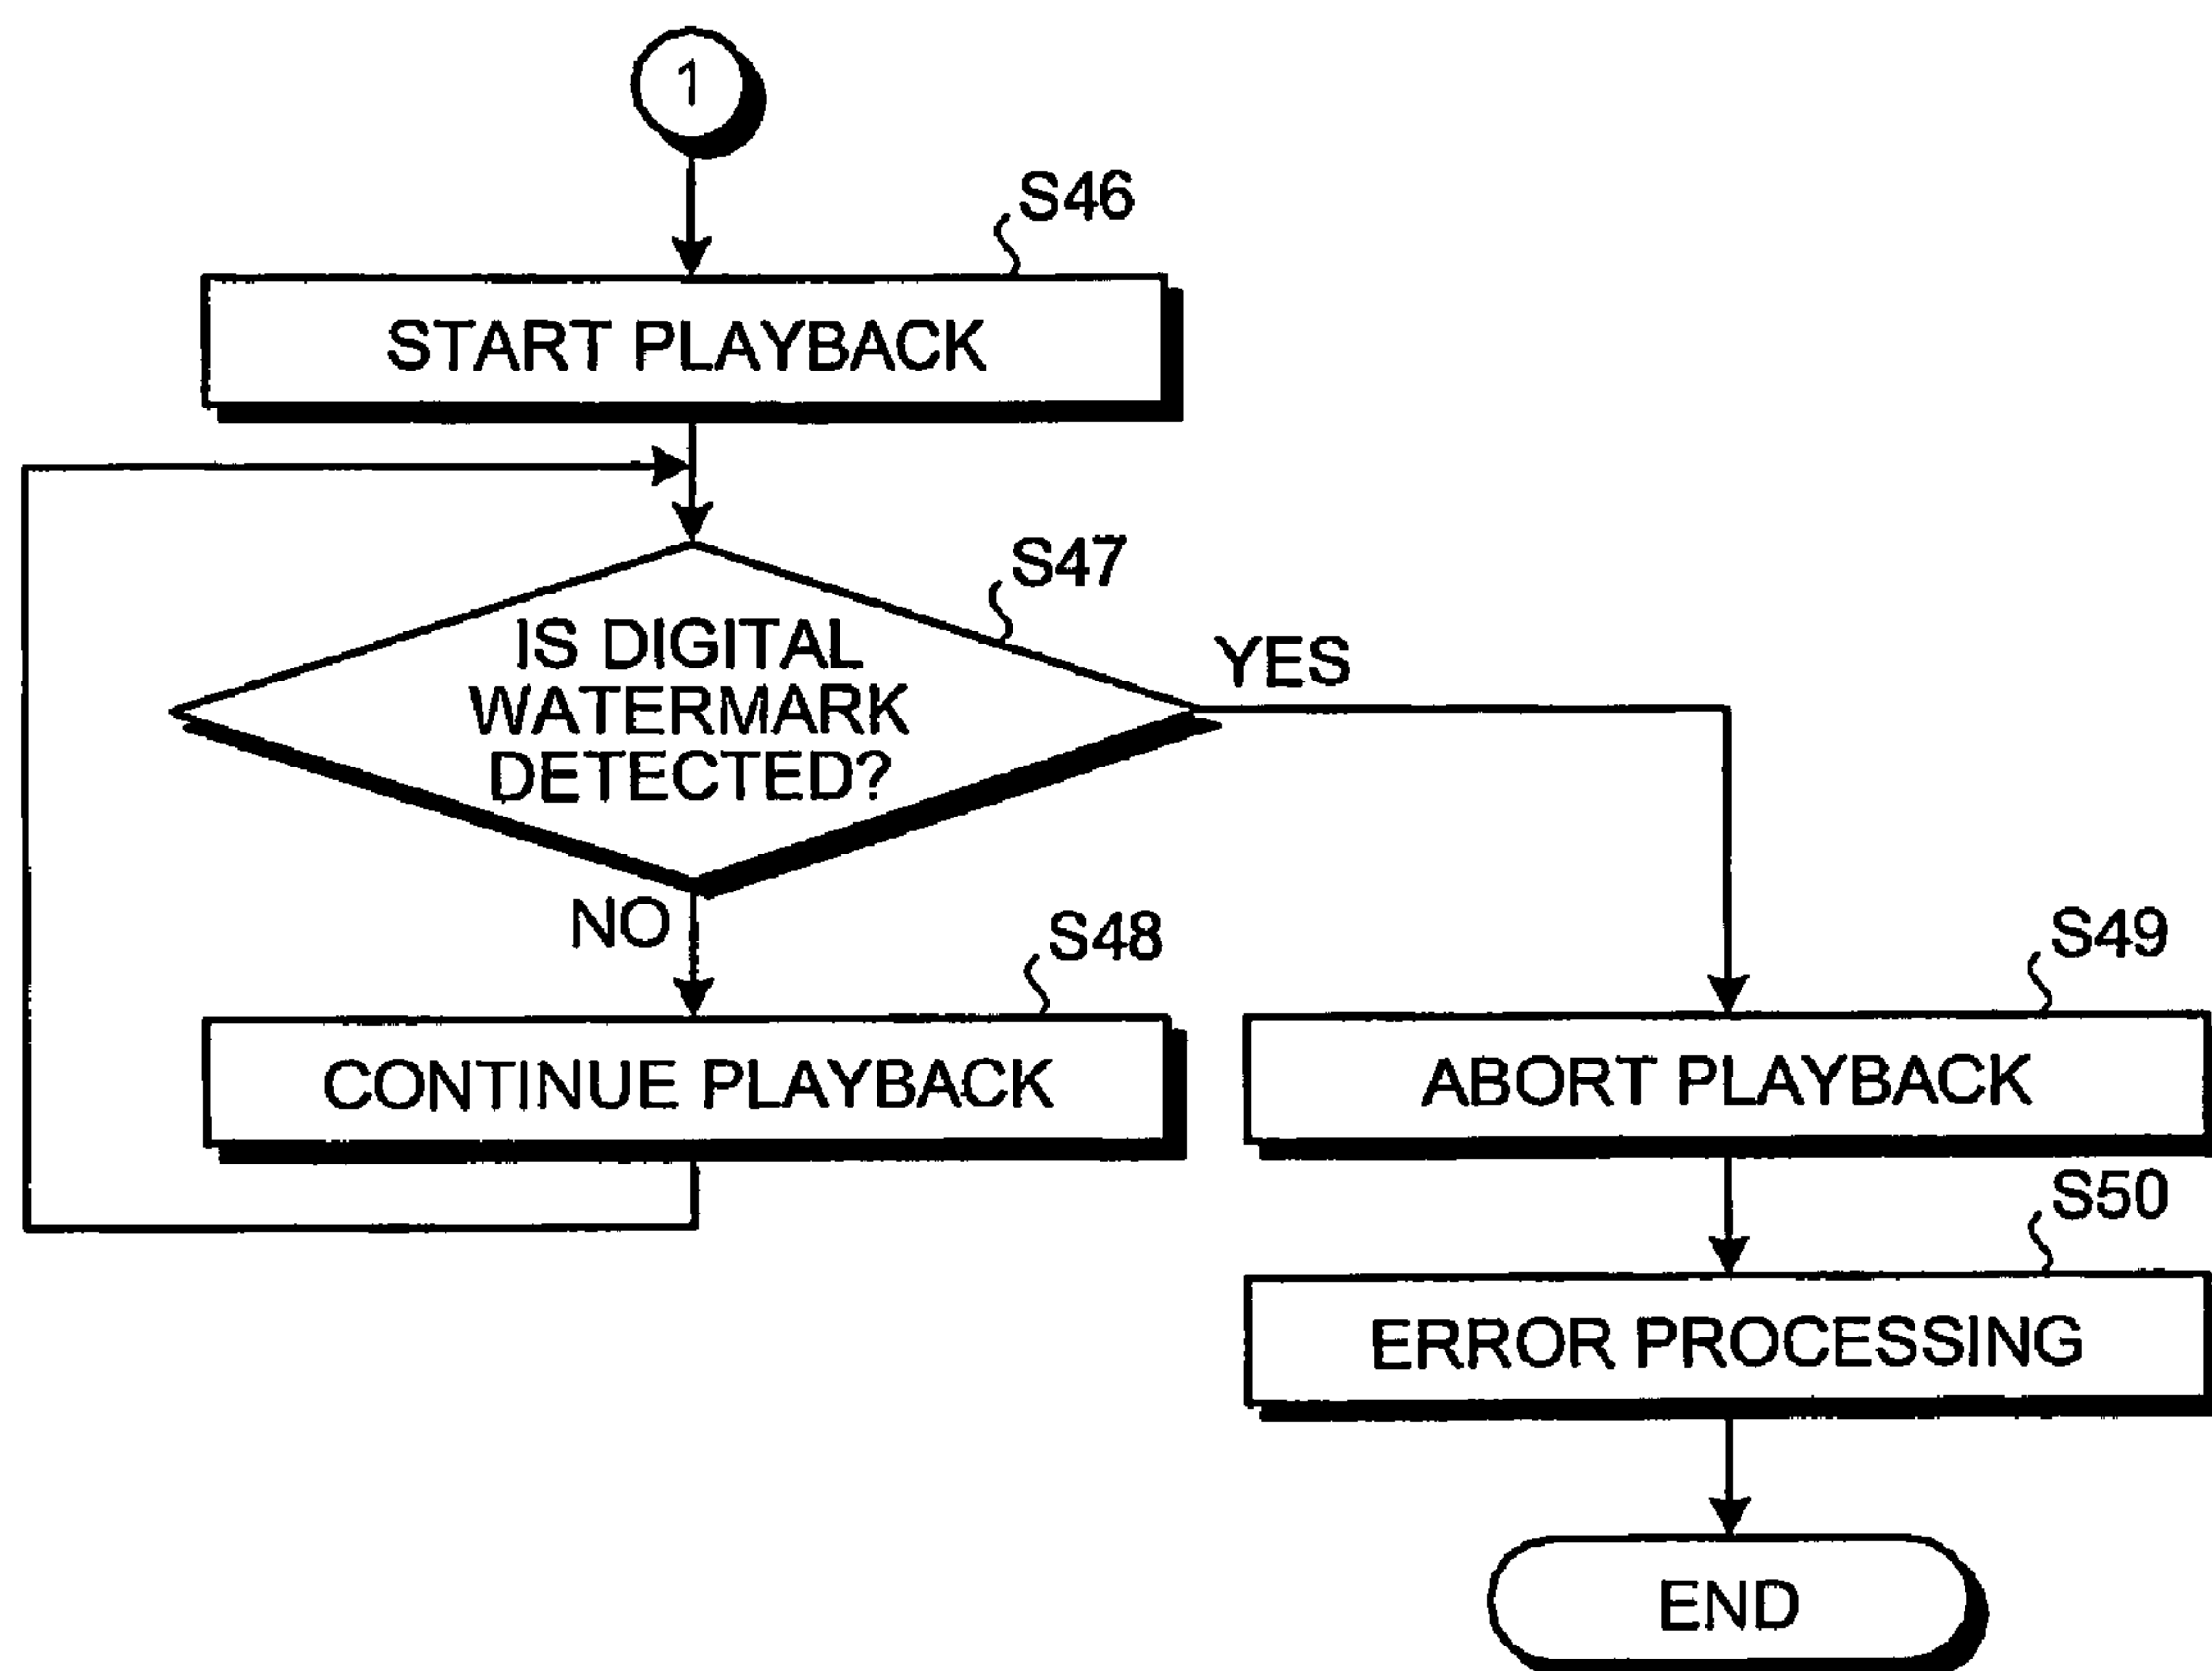 1
S46
START PLAYBACK
S47
IS DIGITAL
WATERMARK
DETECTED?
YES
NO
S48
CONTINUE PLAYBACK
S49
ABORT PLAYBACK
S50
ERROR PROCESSING
END